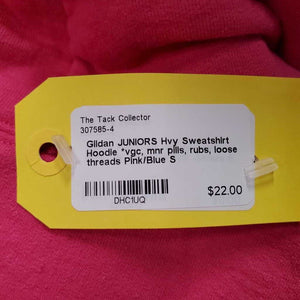 The Tack Collector
307585-4
Gildan JUNIORS Hvy Sweatshirt
Hoodie *vgc, mnr pills, rubs, loose
threads Pink/Blue S
$22.00
DHC1UQ